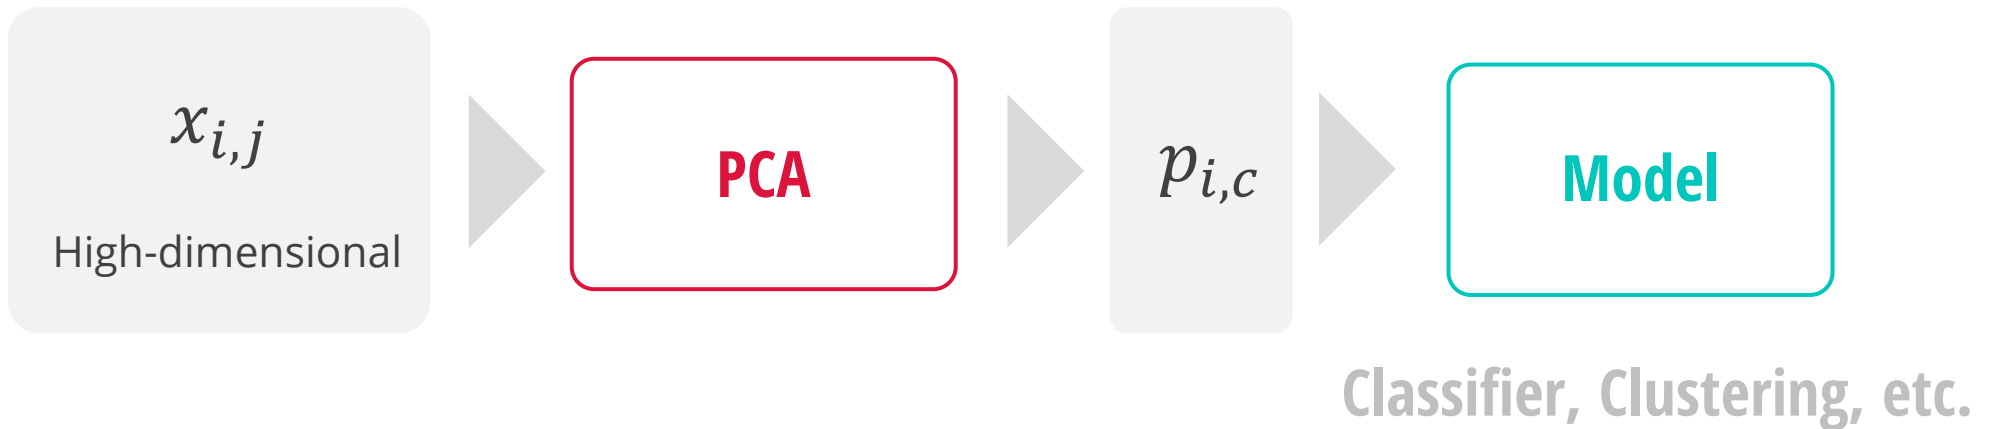 x_{i,j}
High-dimensional
PCA
p_{i,c}
Model
Classifier, Clustering, etc.